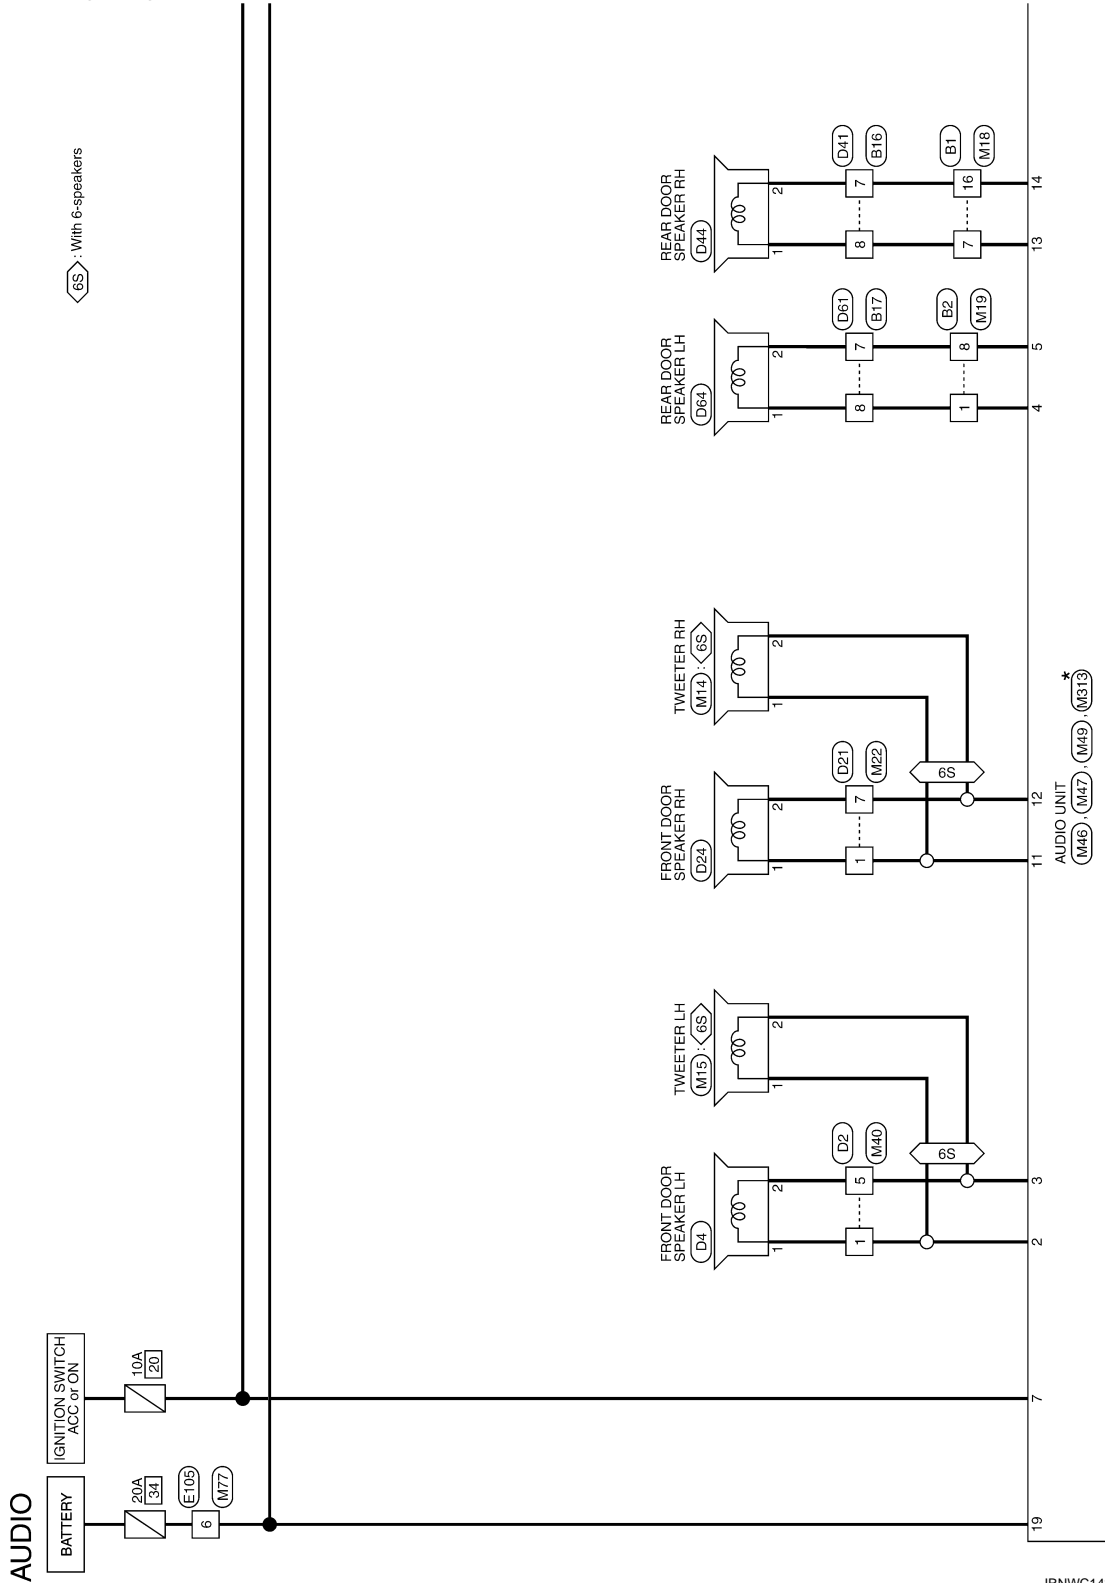 AUDIO
BATTERY
20A
34
E105
M77
6
19
IGNITION SWITCH
ACC or ON
10A
20
7
6S : With 6-speakers
FRONT DOOR
SPEAKER LH
D4
1
2
D2
M40
1
5
6S
2
3
TWEETER LH
M15 : 6S
1
2
FRONT DOOR
SPEAKER RH
D24
1
2
D21
M22
1
7
6S
11
12
TWEETER RH
M14 : 6S
1
2
AUDIO UNIT
M46 , M47 , M49 , M313 *
REAR DOOR
SPEAKER LH
D64
1
2
D61
B17
8
7
B2
M19
1
8
4
5
REAR DOOR
SPEAKER RH
D44
1
2
D41
B16
8
7
B1
M18
7
16
13
14